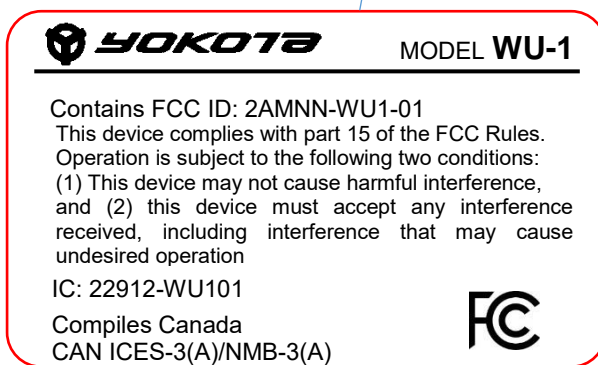 YOKOTA MODEL WU-1
Contains FCC ID: 2AMNN-WU1-01
This device complies with part 15 of the FCC Rules.
Operation is subject to the following two conditions:
(1) This device may not cause harmful interference,
and (2) this device must accept any interference
received, including interference that may cause
undesired operation
IC: 22912-WU101
Compiles Canada
CAN ICES-3(A)/NMB-3(A)
FC